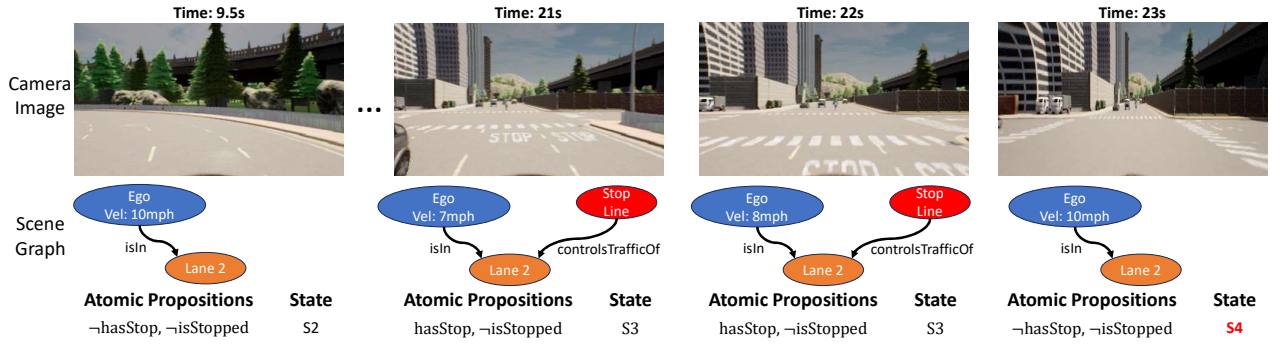 Time: 9.5s Time: 21s Time: 22s Time: 23s
Camera Image
...
STOP STOP
STOP
Scene Graph
Ego
Vel: 10mph
isIn
Lane 2
Ego
Vel: 7mph
Stop Line
isIn
controlsTrafficOf
Lane 2
Ego
Vel: 8mph
Stop Line
isIn
controlsTrafficOf
Lane 2
Ego
Vel: 10mph
isIn
Lane 2
Atomic Propositions State Atomic Propositions State Atomic Propositions State Atomic Propositions State
¬hasStop, ¬isStopped S2 hasStop, ¬isStopped S3 hasStop, ¬isStopped S3 ¬hasStop, ¬isStopped S4